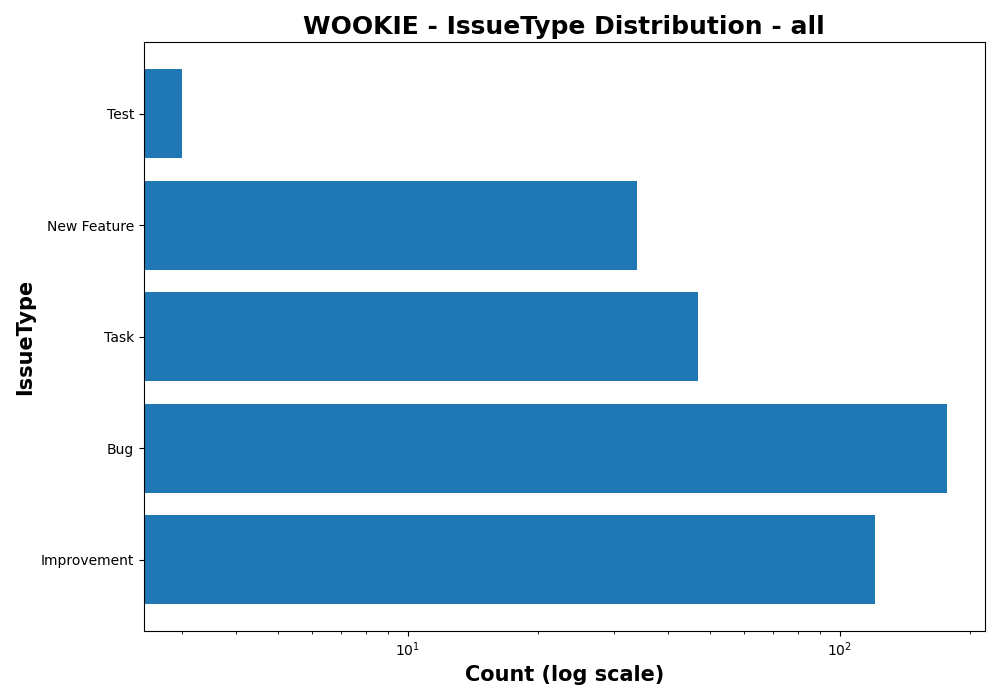 WOOKIE - IssueType Distribution - all
Test
New Feature
Task
Bug
Improvement
IssueType
10¹
10²
Count (log scale)